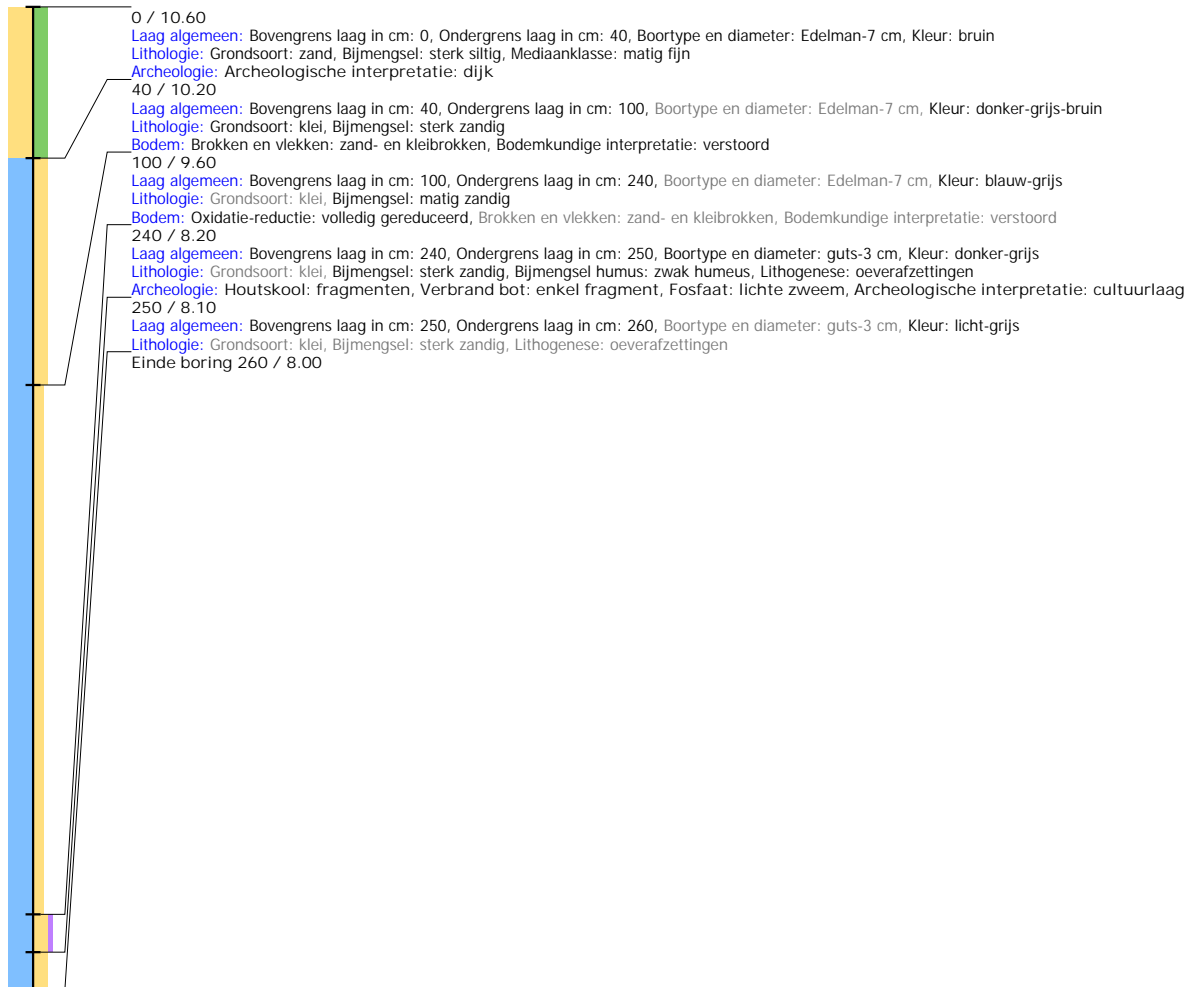 0 / 10.60
Laag algemeen: Bovengrens laag in cm: 0, Ondergrens laag in cm: 40, Boortype en diameter: Edelman-7 cm, Kleur: bruin
Lithologie: Grondsoort: zand, Bijmengsel: sterk siltig, Mediaanklasse: matig fijn
Archeologie: Archeologische interpretatie: dijk
40 / 10.20
Laag algemeen: Bovengrens laag in cm: 40, Ondergrens laag in cm: 100, Boortype en diameter: Edelman-7 cm, Kleur: donker-grijs-bruin
Lithologie: Grondsoort: klei, Bijmengsel: sterk zandig
Bodem: Brokken en vlekken: zand- en kleibrokken, Bodemkundige interpretatie: verstoord
100 / 9.60
Laag algemeen: Bovengrens laag in cm: 100, Ondergrens laag in cm: 240, Boortype en diameter: Edelman-7 cm, Kleur: blauw-grijs
Lithologie: Grondsoort: klei, Bijmengsel: matig zandig
Bodem: Oxidatie-reductie: volledig gereduceerd, Brokken en vlekken: zand- en kleibrokken, Bodemkundige interpretatie: verstoord
240 / 8.20
Laag algemeen: Bovengrens laag in cm: 240, Ondergrens laag in cm: 250, Boortype en diameter: guts-3 cm, Kleur: donker-grijs
Lithologie: Grondsoort: klei, Bijmengsel: sterk zandig, Bijmengsel humus: zwak humeus, Lithogenese: oeverafzettingen
Archeologie: Houtskool: fragmenten, Verbrand bot: enkel fragment, Fosfaat: lichte zweem, Archeologische interpretatie: cultuurlaag
250 / 8.10
Laag algemeen: Bovengrens laag in cm: 250, Ondergrens laag in cm: 260, Boortype en diameter: guts-3 cm, Kleur: licht-grijs
Lithologie: Grondsoort: klei, Bijmengsel: sterk zandig, Lithogenese: oeverafzettingen
Einde boring 260 / 8.00